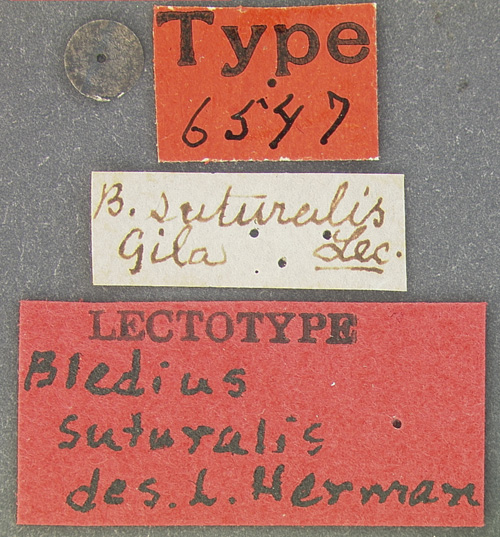 Type
6547
B. suturalis
Gila Lec.
LECTOTYPE
Bledius
suturalis
des. L. Herman